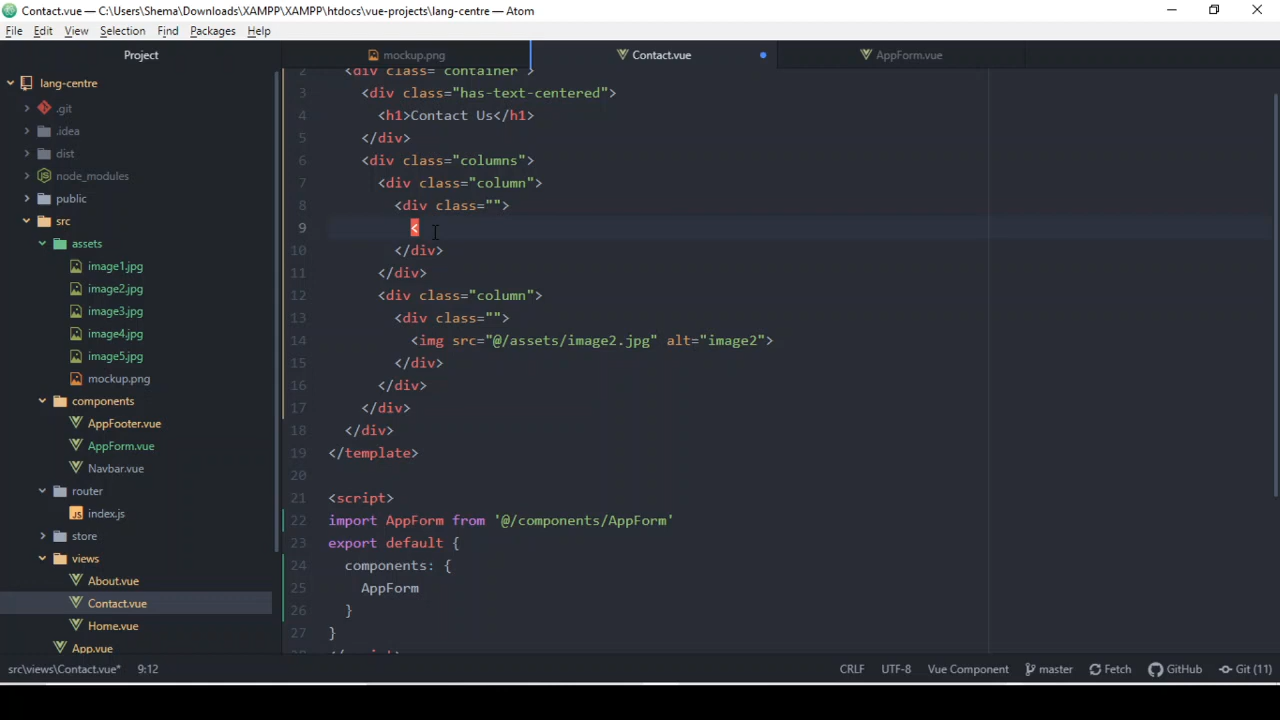 Contact.vue — C:\Users\Shema\Downloads\XAMPP\XAMPP\htdocs\vue-projects\lang-centre — Atom
File Edit View Selection Find Packages Help
Project
mockup.png
Contact.vue
AppForm.vue
lang-centre
.git
.idea
dist
node_modules
public
src
assets
image1.jpg
image2.jpg
image3.jpg
image4.jpg
image5.jpg
mockup.png
components
AppFooter.vue
AppForm.vue
Navbar.vue
router
index.js
store
views
About.vue
Contact.vue
Home.vue
App.vue
2 <div class="container">
3 <div class="has-text-centered">
4 <h1>Contact Us</h1>
5 </div>
6 <div class="columns">
7 <div class="column">
8 <div class="">
9 <
10 </div>
11 </div>
12 <div class="column">
13 <div class="">
14 <img src="@/assets/image2.jpg" alt="image2">
15 </div>
16 </div>
17 </div>
18 </div>
19 </template>
20
21 <script>
22 import AppForm from '@/components/AppForm'
23 export default {
24 components: {
25 AppForm
26 }
27 }
28 </script>
src\views\Contact.vue* 9:12 CRLF UTF-8 Vue Component master Fetch GitHub Git (11)